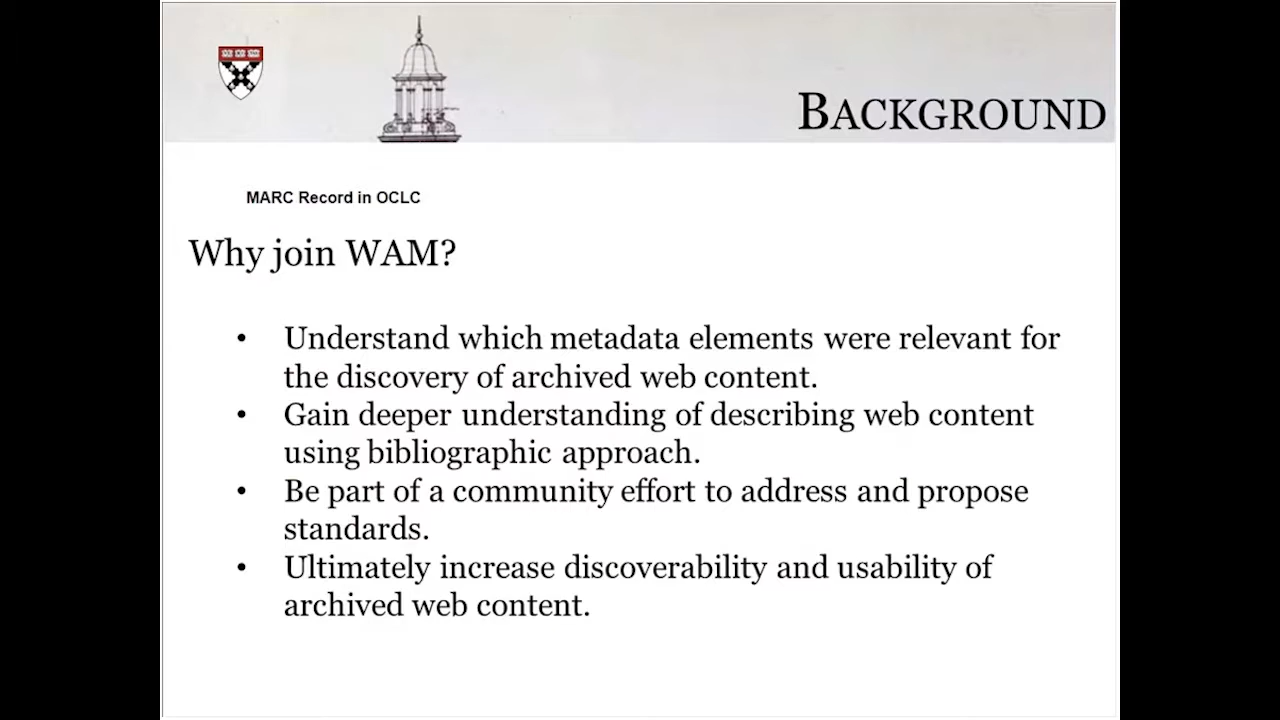 BACKGROUND
MARC Record in OCLC
Why join WAM?
• Understand which metadata elements were relevant for
the discovery of archived web content.
• Gain deeper understanding of describing web content
using bibliographic approach.
• Be part of a community effort to address and propose
standards.
• Ultimately increase discoverability and usability of
archived web content.